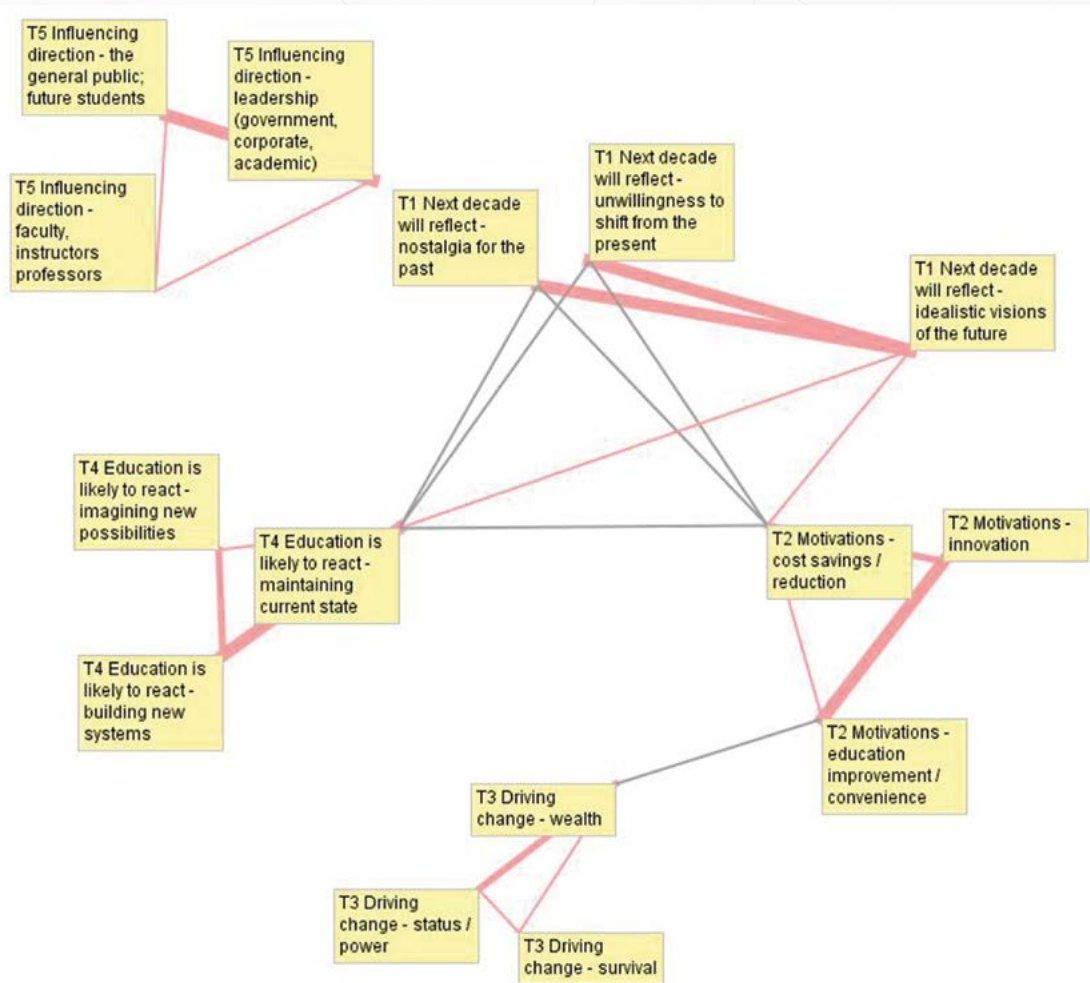 T5 Influencing
direction - the
general public;
future students
T5 Influencing
direction -
leadership
(government,
corporate,
academic)
T5 Influencing
direction -
faculty,
instructors
professors
T1 Next decade
will reflect -
nostalgia for the
past
T1 Next decade
will reflect -
unwillingness to
shift from the
present
T1 Next decade
will reflect -
idealistic visions
of the future
T4 Education is
likely to react -
imagining new
possibilities
T4 Education is
likely to react -
maintaining
current state
T2 Motivations -
cost savings /
reduction
T2 Motivations -
innovation
T4 Education is
likely to react -
building new
systems
T2 Motivations -
education
improvement /
convenience
T3 Driving
change - wealth
T3 Driving
change - status /
power
T3 Driving
change - survival